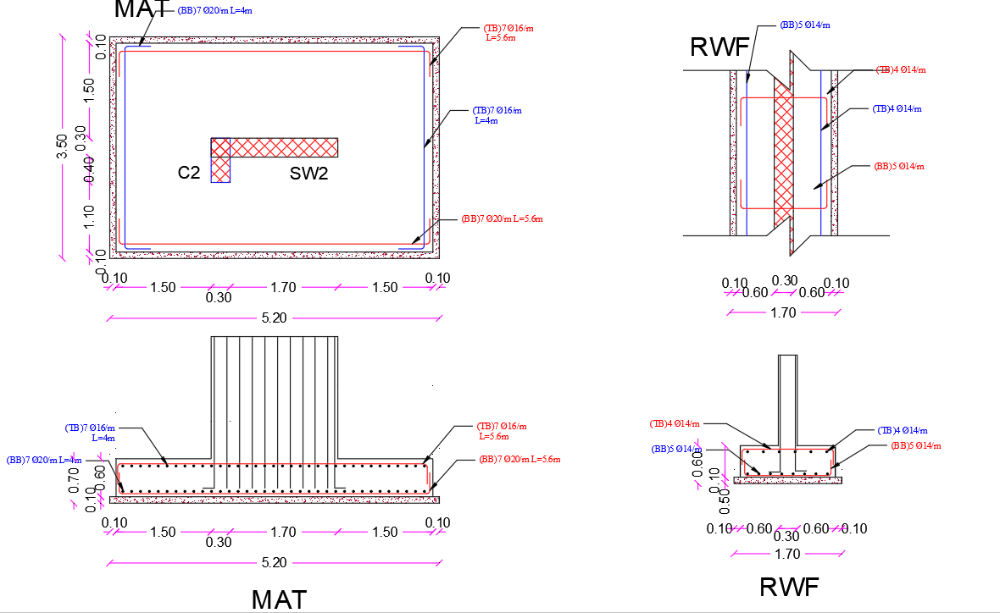 MAT
(BB)7 Ø20/m L=4m
(TB)7 Ø16/m
L=5.6m
(TB)7 Ø16/m
L=4m
(BB)7 Ø20/m L=5.6m
C2
SW2
0.10
1.50
0.30
0.40
1.10
0.10
3.50
0.10
1.50
0.30
1.70
1.50
0.10
5.20
RWF
(BB)5 Ø14/m
(TB)4 Ø14/m
(TB)4 Ø14/m
(BB)5 Ø14/m
0.10
0.60
0.30
0.60
0.10
1.70
(TB)7 Ø16/m
L=4m
(BB)7 Ø20/m L=4m
(TB)7 Ø16/m
L=5.6m
(BB)7 Ø20/m L=5.6m
0.70
0.60
0.10
0.10
1.50
0.30
1.70
1.50
0.10
5.20
MAT
(TB)4 Ø14/m
(BB)5 Ø14/m
(TB)4 Ø14/m
(BB)5 Ø14/m
0.60
0.10
0.50
0.10
0.60
0.30
0.60
0.10
1.70
RWF